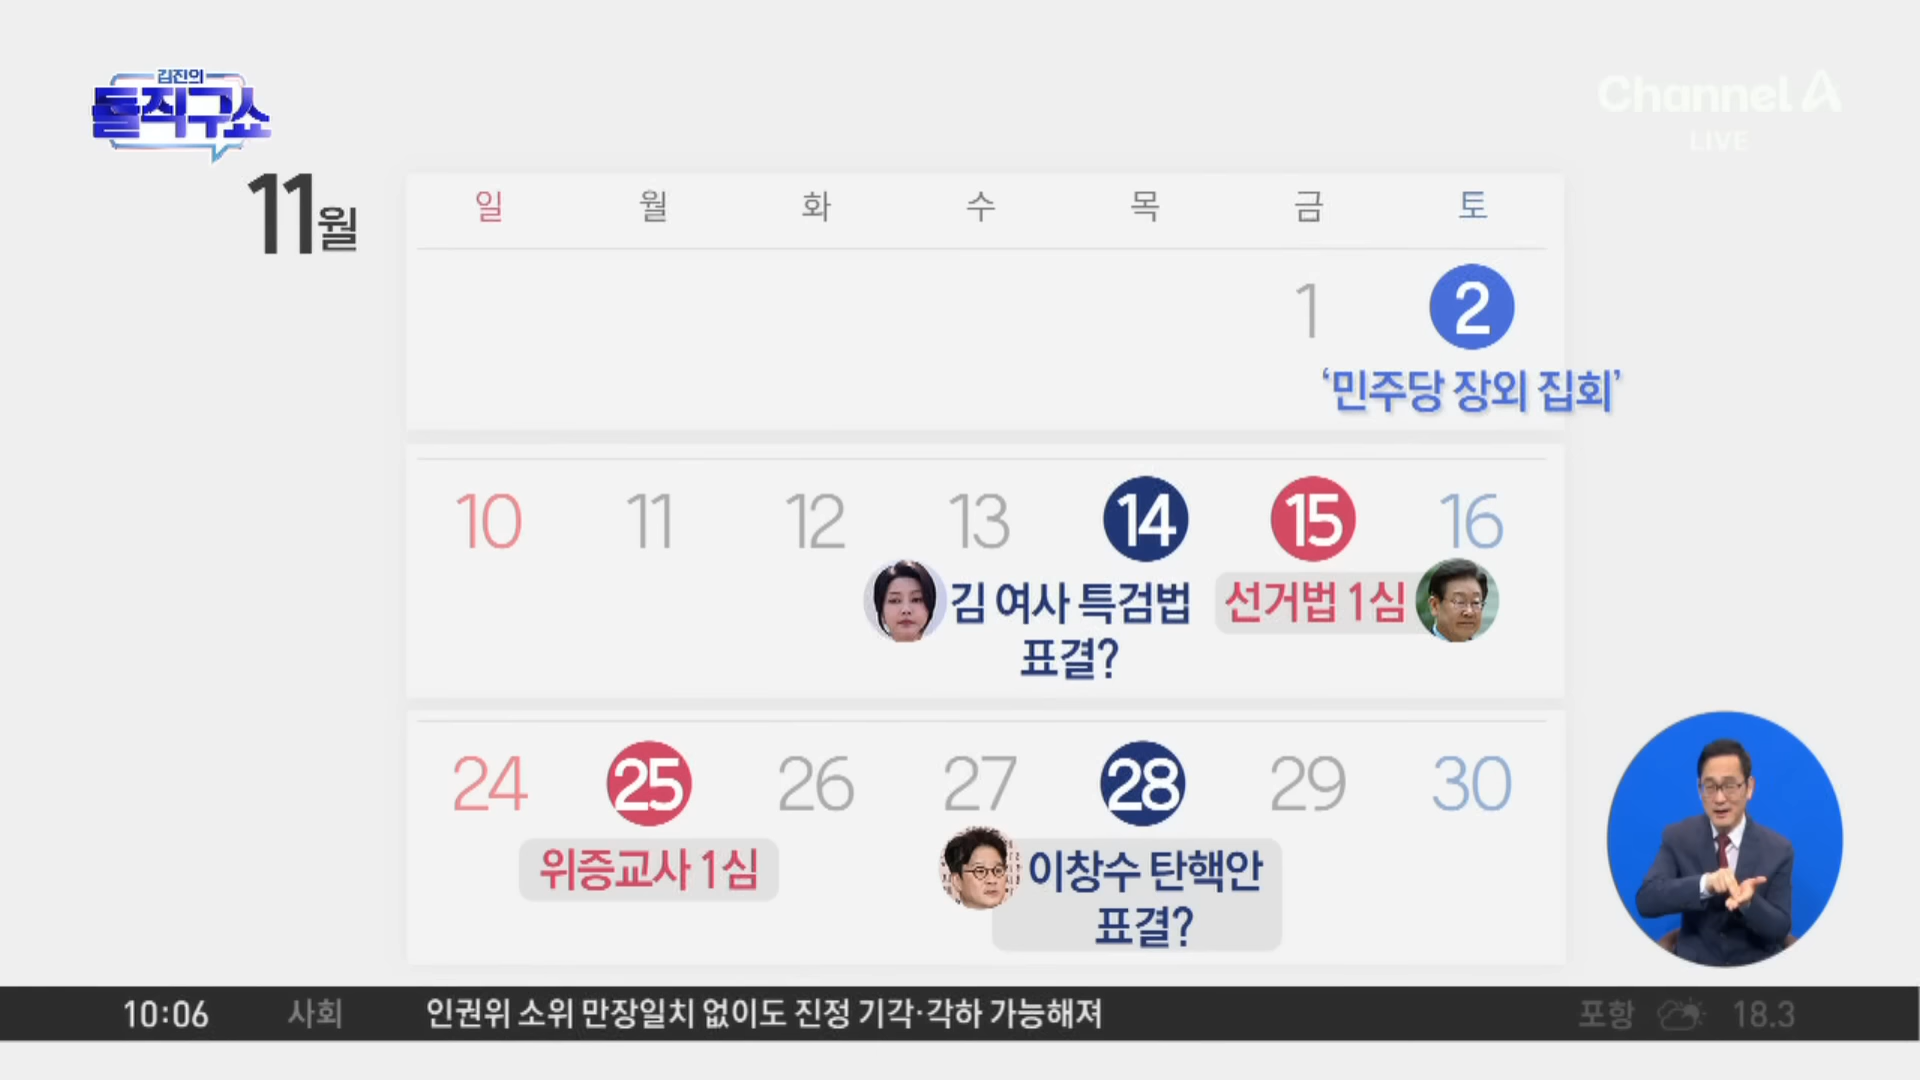 김진의
돌직구쇼
Channel A
LIVE
11월
일 월 화 수 목 금 토
1 2
‘민주당 장외 집회’
10 11 12 13 14 15 16
김 여사 특검법
표결?
선거법 1심
24 25 26 27 28 29 30
위증교사 1심
이창수 탄핵안
표결?
10:06 사회 인권위 소위 만장일치 없이도 진정 기각·각하 가능해져 포항 18.3